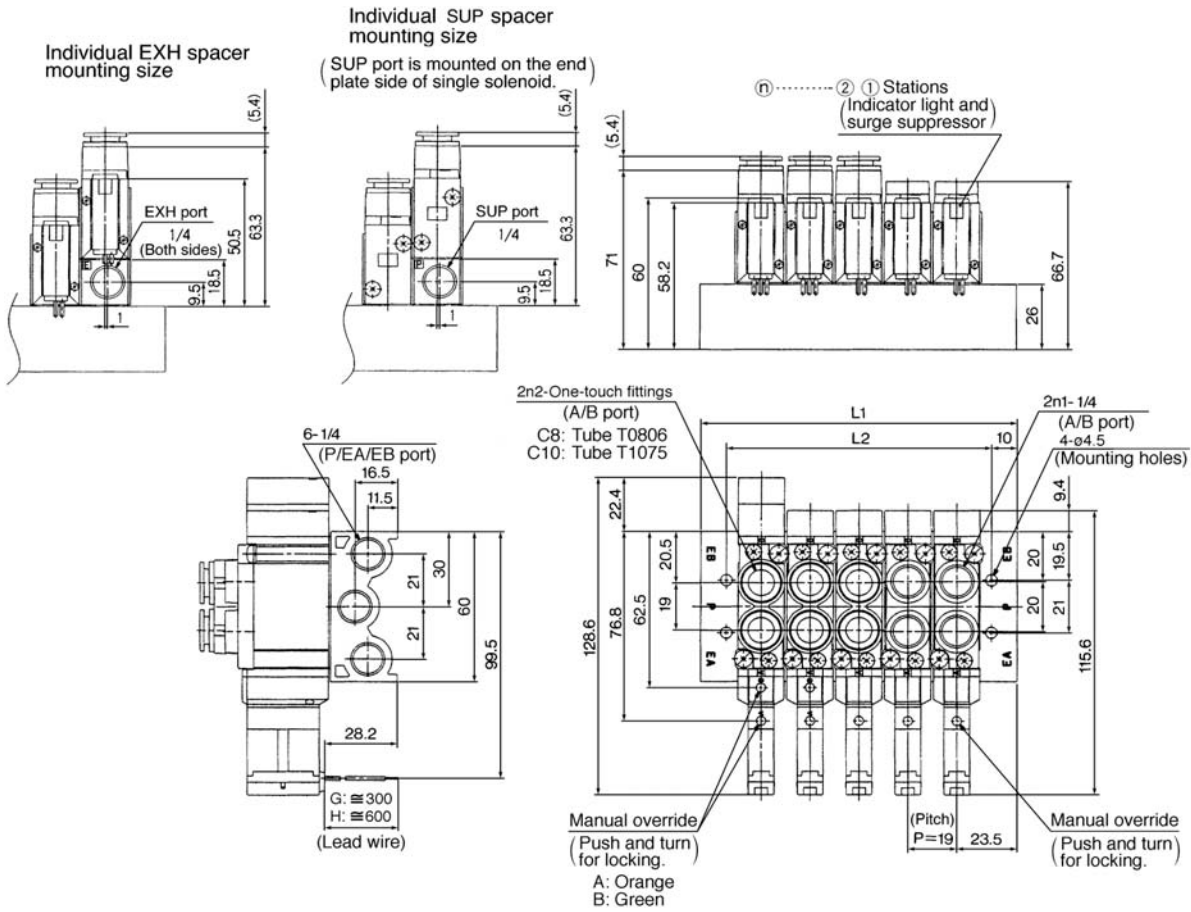 Individual EXH spacer
mounting size
(5.4)
EXH port
1/4
(Both sides)
50.5
63.3
18.5
9.5
1
Individual SUP spacer
mounting size
(SUP port is mounted on the end
plate side of single solenoid.)
(5.4)
SUP port
1/4
63.3
18.5
9.5
1
ⓝ ········· ② ① Stations
(Indicator light and
surge suppressor)
(5.4)
71
60
58.2
26
66.7
6-1/4
(P/EA/EB port)
16.5
11.5
21
21
30
60
99.5
28.2
G: ≅300
H: ≅600
(Lead wire)
2n2-One-touch fittings
(A/B port)
C8: Tube T0806
C10: Tube T1075
L1
L2
10
2n1-1/4
(A/B port)
4-ø4.5
(Mounting holes)
22.4
9.4
20.5
19
62.5
76.8
128.6
EB
P
EA
EB
P
EA
20
20
19.5
21
115.6
Manual override
(Push and turn
for locking.)
A: Orange
B: Green
(Pitch)
P=19
23.5
Manual override
(Push and turn
for locking.)